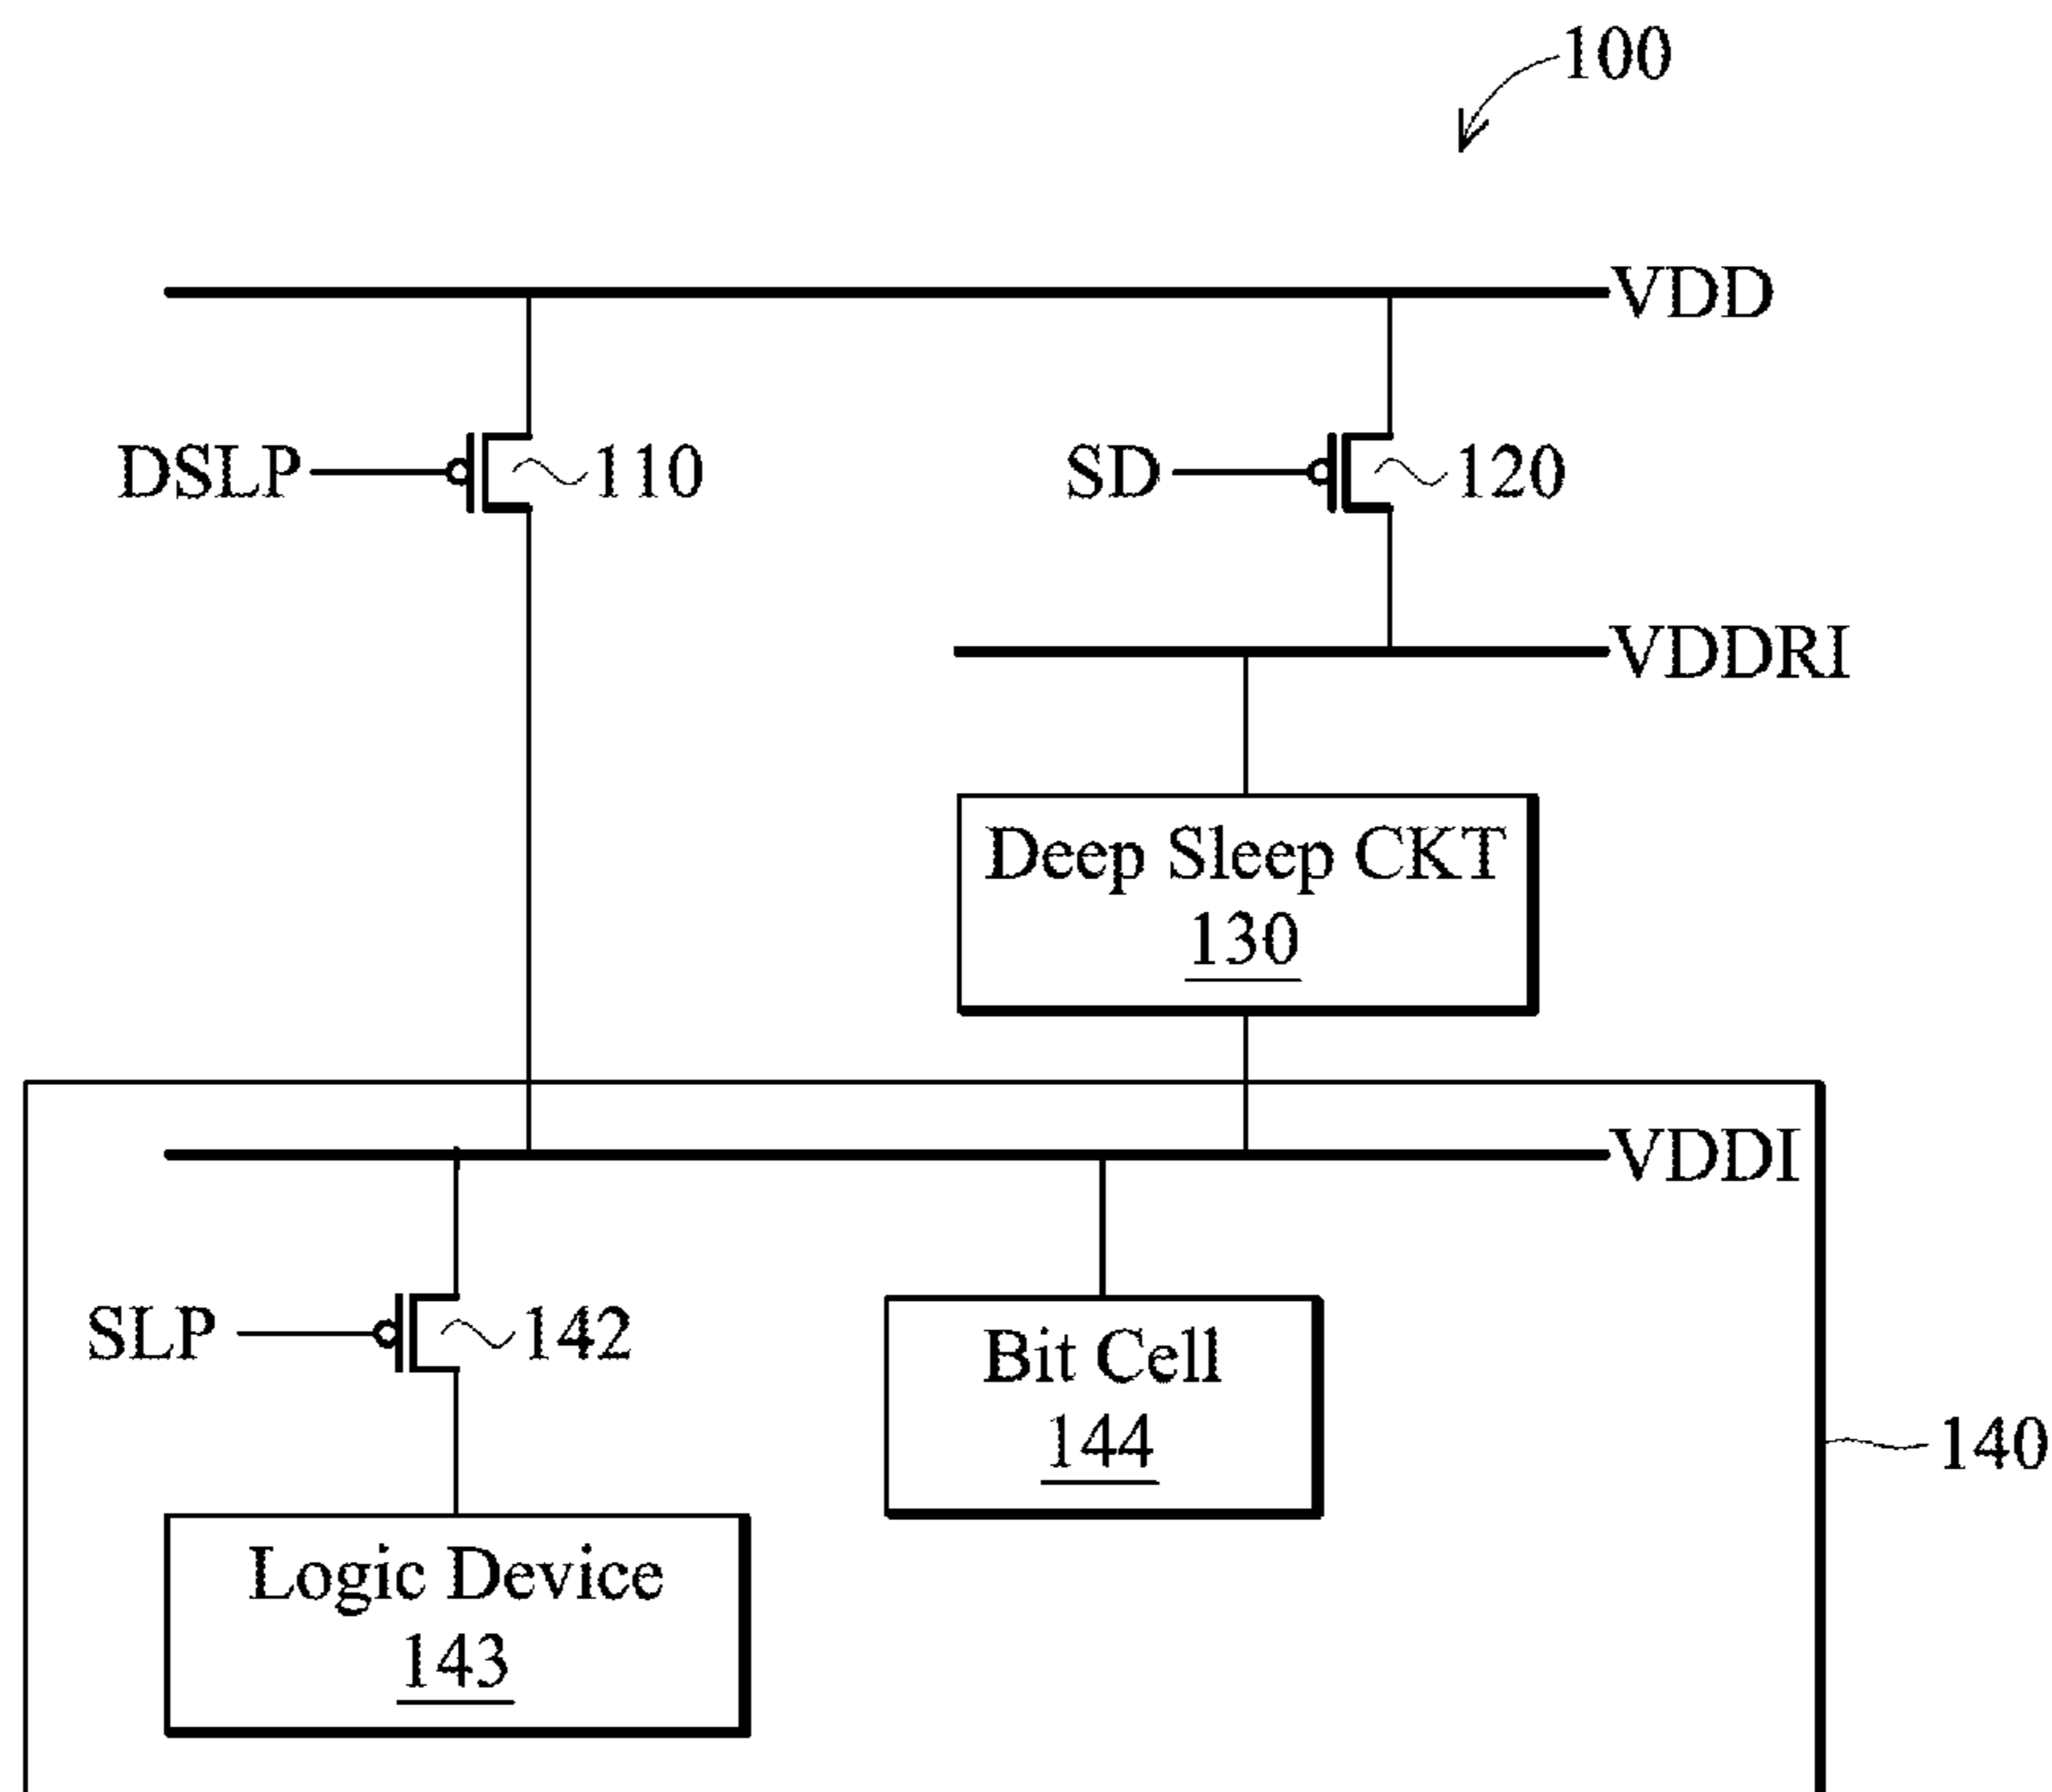 100
VDD
DSLP 110 SD 120
VDDRI
Deep Sleep CKT
130
VDDI
SLP 142
Bit Cell
144
140
Logic Device
143